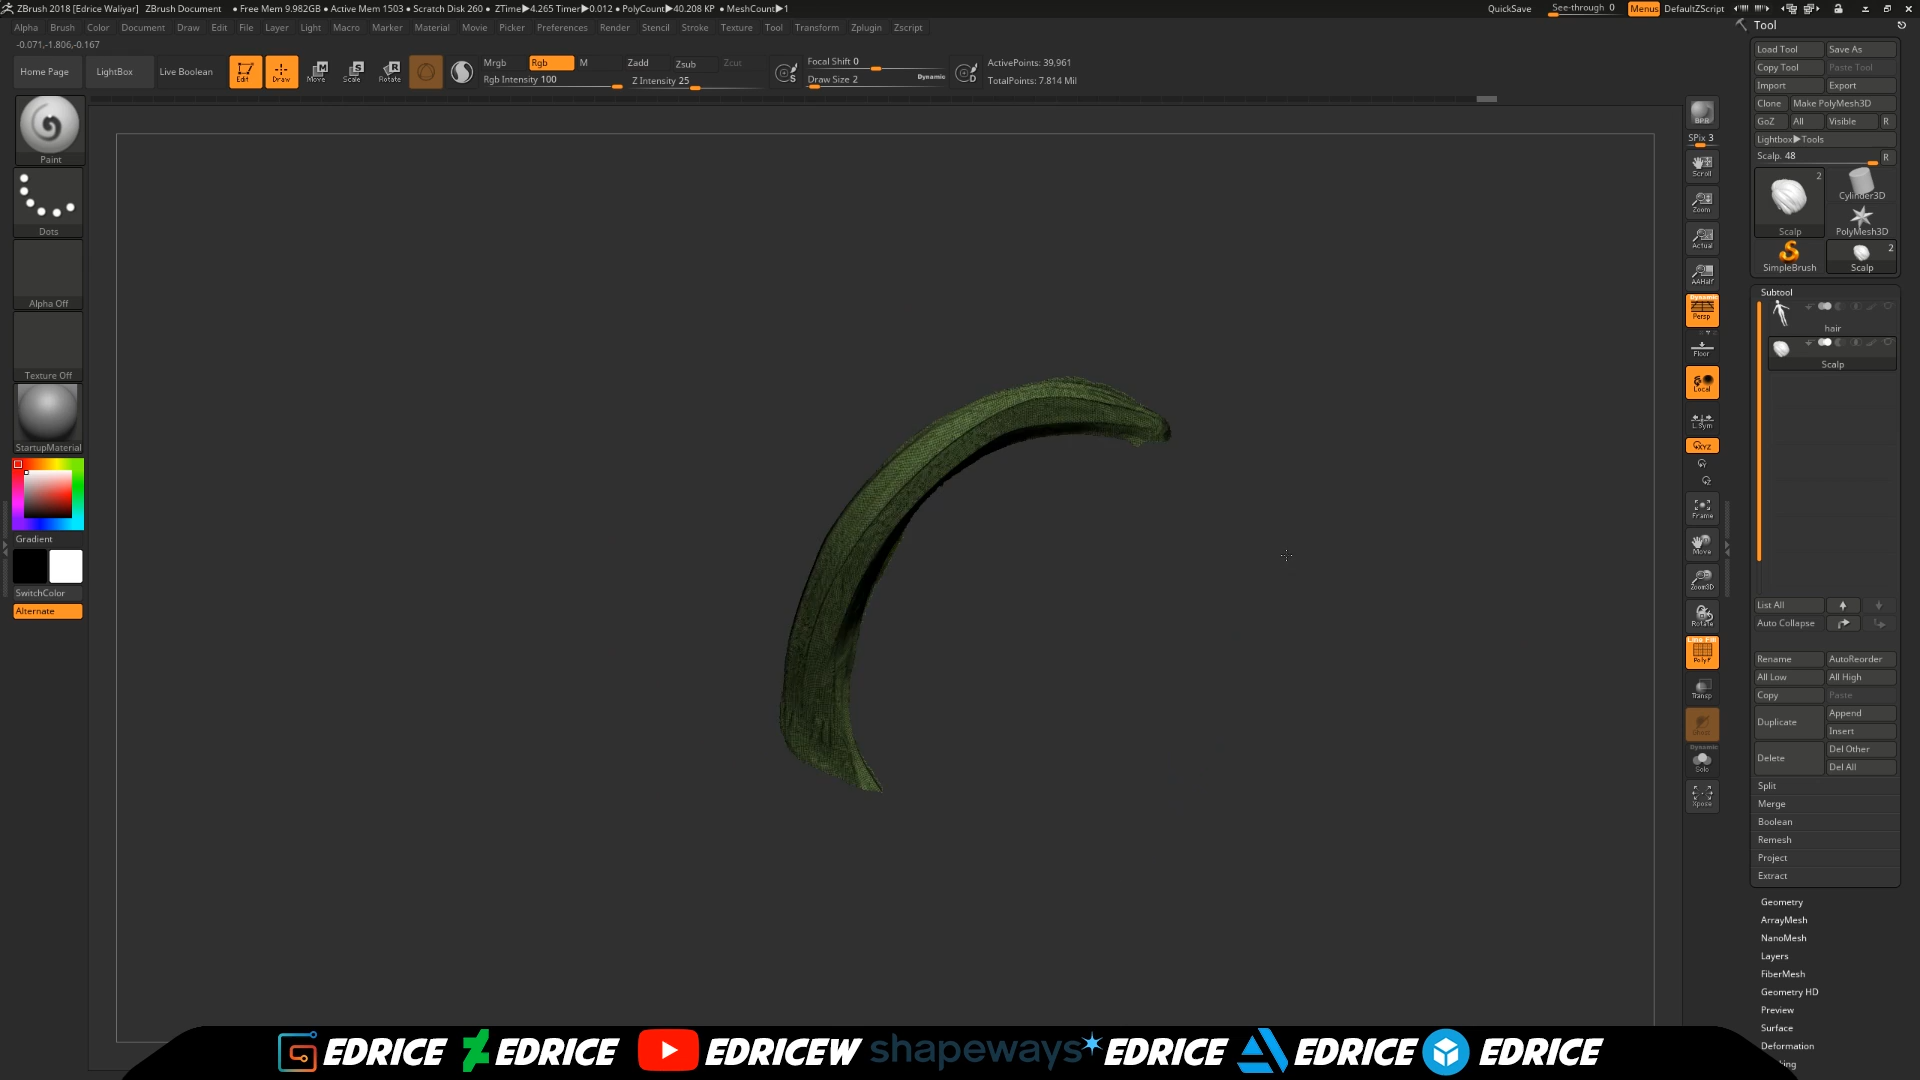 ZBrush 2018 [Edrice Waliyar] ZBrush Document ● Free Mem 9.982GB ● Active Mem 1503 ● Scratch Disk 260 ● ZTime▶4.265 Timer▶0.012 ● PolyCount▶40.208 KP ● MeshCount▶1 QuickSave See-through 0 Menus DefaultZScript
Alpha Brush Color Document Draw Edit File Layer Light Macro Marker Material Movie Picker Preferences Render Stencil Stroke Texture Tool Transform Zplugin Zscript
-0.071,-1.806,-0.167
Home Page LightBox Live Boolean Edit Draw Move Scale Rotate
Mrgb Rgb M Zadd Zsub Zcut
Rgb Intensity 100 Z Intensity 25
Focal Shift 0
Draw Size 2 Dynamic
ActivePoints: 39,961
TotalPoints: 7.814 Mil
Paint
Dots
Alpha Off
Texture Off
StartupMaterial
Gradient
SwitchColor
Alternate
BPR
SPix 3
Scroll
Zoom
Actual
AAHalf
Dynamic
Persp
Floor
Local
L.Sym
XYZ
Frame
Move
Zoom3D
Rotate
Line Fill
PolyF
Transp
Ghost
Dynamic
Solo
Xpose
Tool
Load Tool Save As
Copy Tool Paste Tool
Import Export
Clone Make PolyMesh3D
GoZ All Visible R
Lightbox▶Tools
Scalp. 48 R
2
Cylinder3D
Scalp PolyMesh3D
2
SimpleBrush Scalp
Subtool
hair
Scalp
List All
Auto Collapse
Rename AutoReorder
All Low All High
Copy Paste
Duplicate Append
Insert
Delete Del Other
Del All
Split
Merge
Boolean
Remesh
Project
Extract
Geometry
ArrayMesh
NanoMesh
Layers
FiberMesh
Geometry HD
Preview
Surface
Deformation
EDRICE EDRICE EDRICEW shapeways EDRICE EDRICE EDRICE